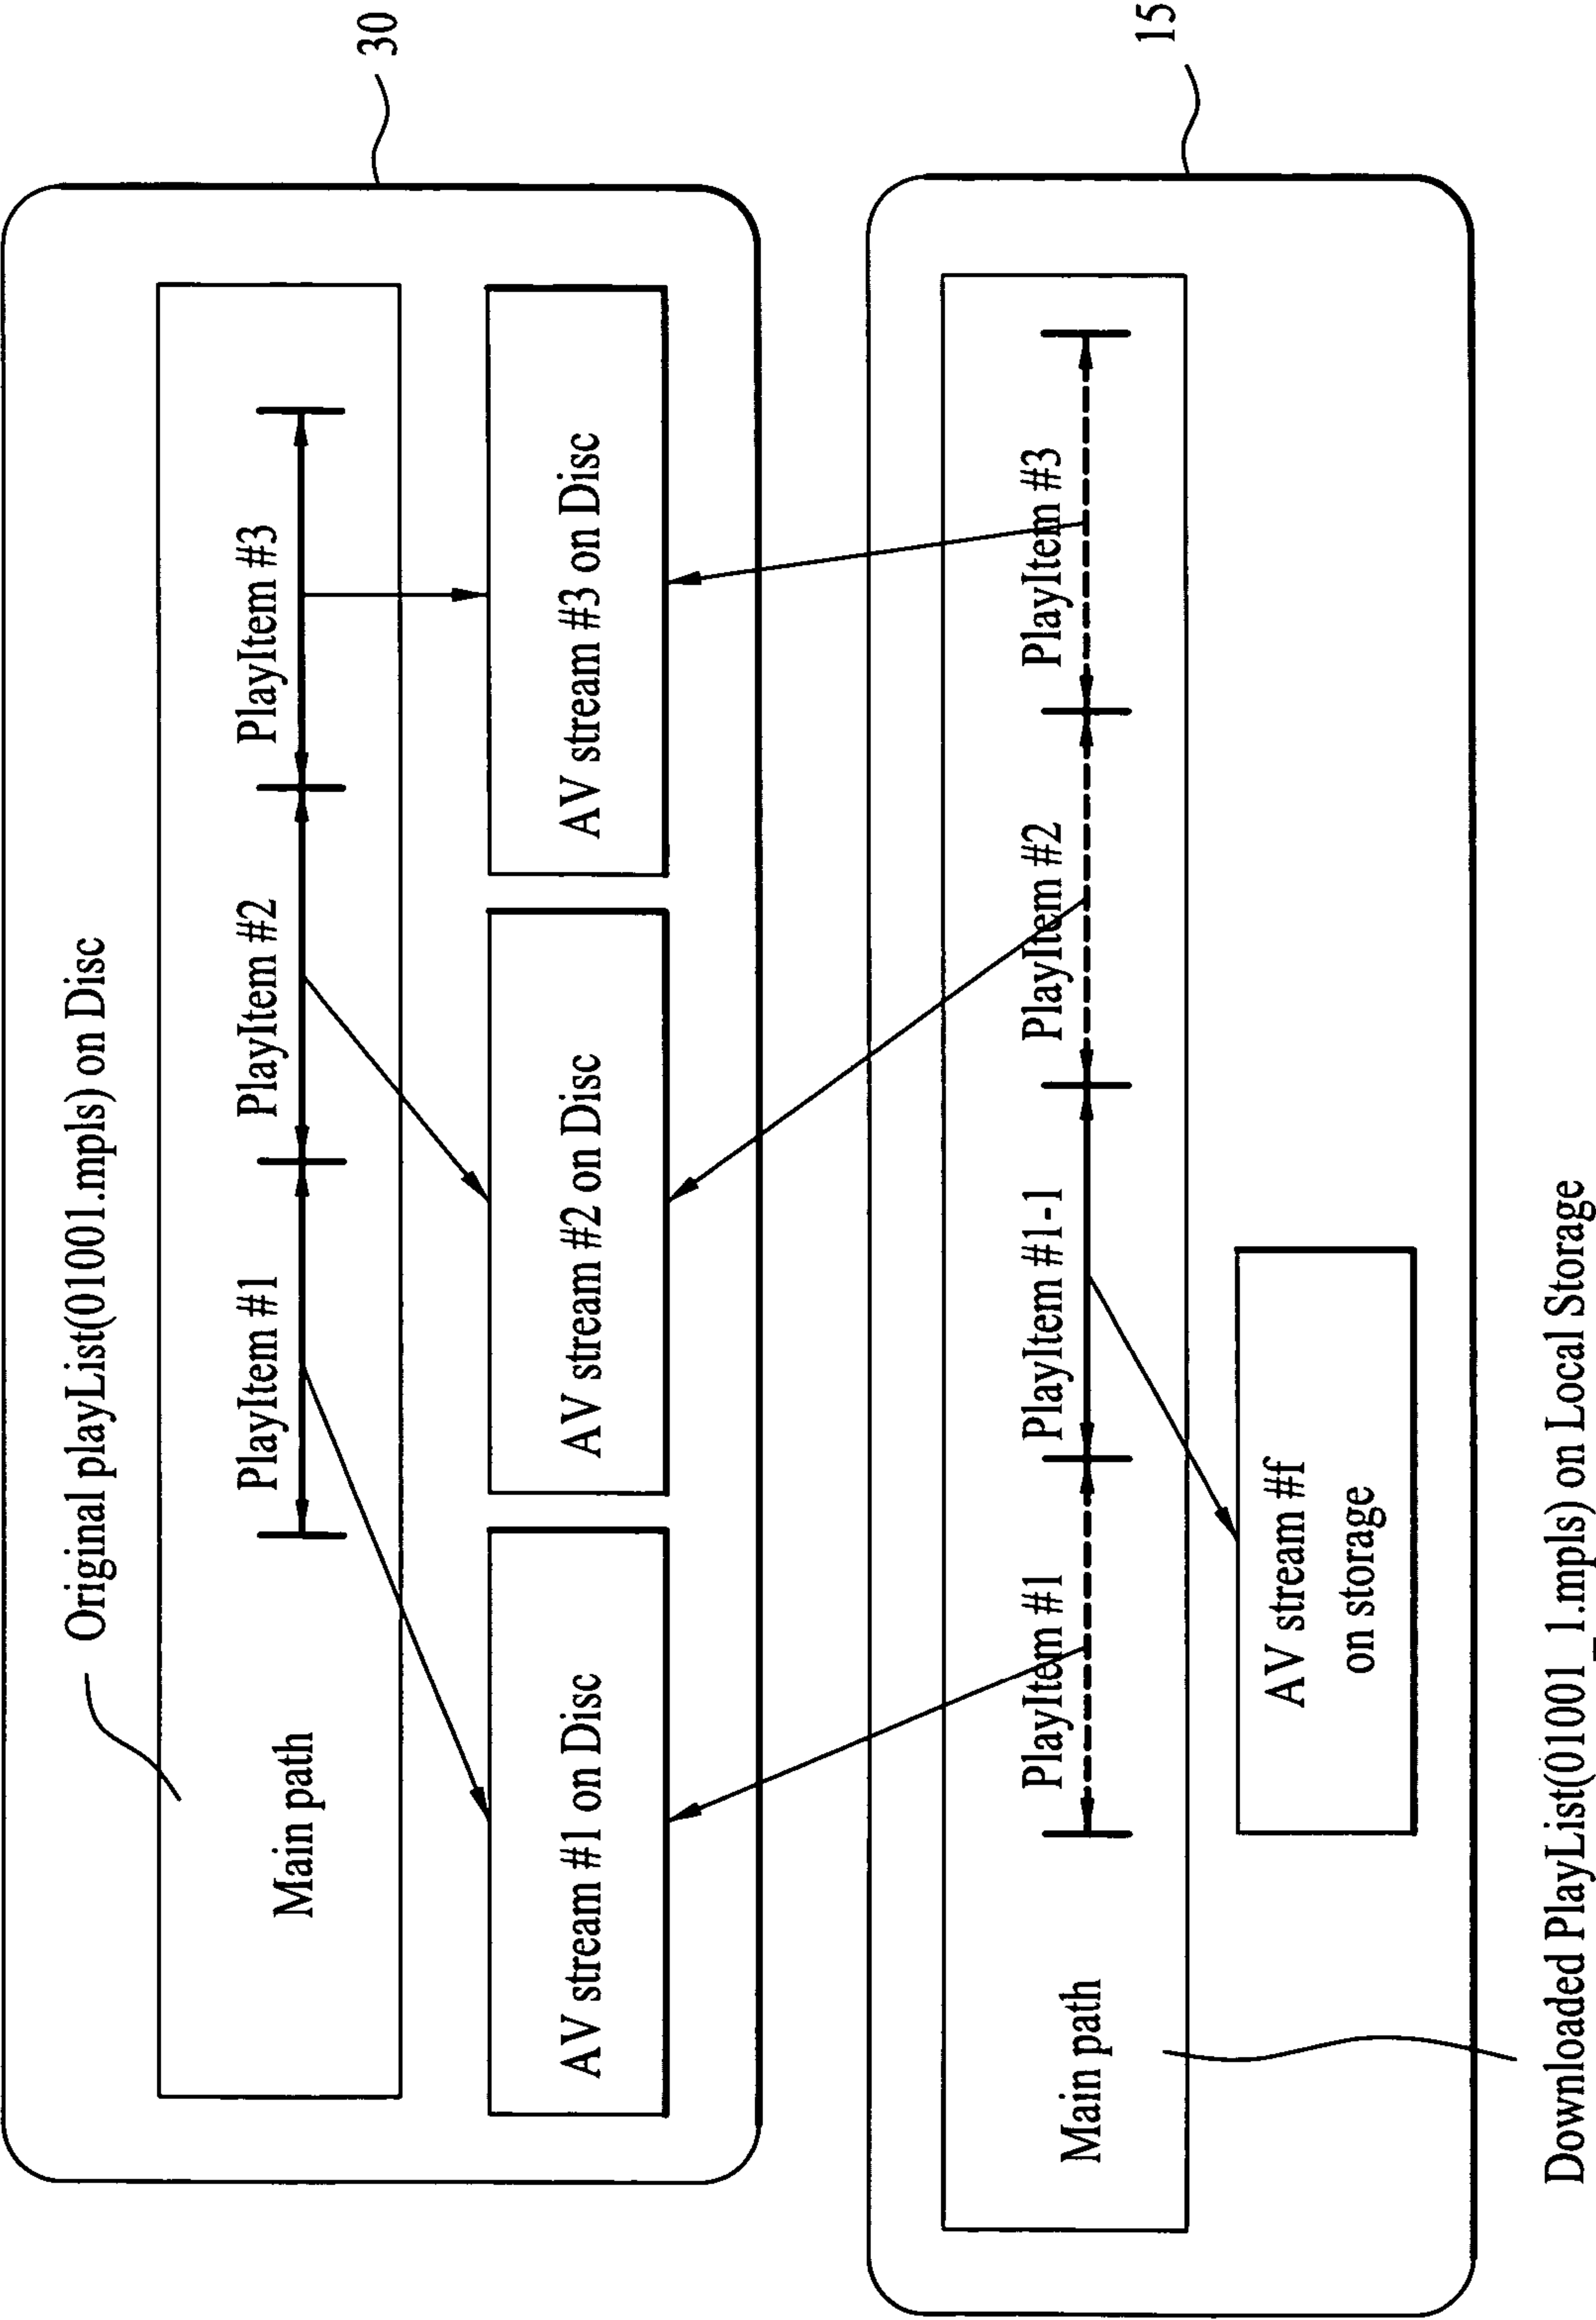 Original playList(01001.mpls) on Disc
30
Main path
PlayItem #1
PlayItem #2
PlayItem #3
AV stream #1 on Disc
AV stream #2 on Disc
AV stream #3 on Disc
15
Main path
PlayItem #1
PlayItem #1-1
PlayItem #2
PlayItem #3
AV stream #f
on storage
Downloaded PlayList(01001_1.mpls) on Local Storage